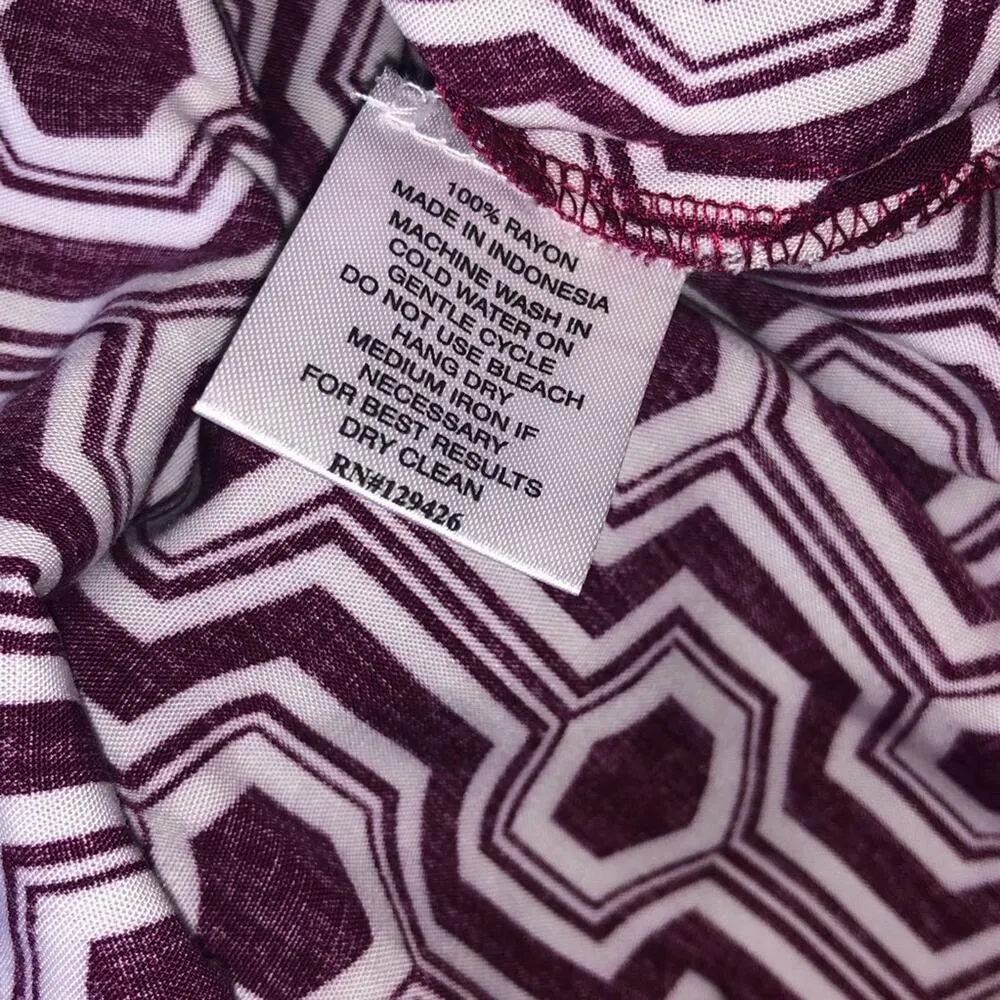 100% RAYON
MADE IN INDONESIA
MACHINE WASH IN
COLD WATER ON
GENTLE CYCLE
DO NOT USE BLEACH
HANG DRY
MEDIUM IRON IF
NECESSARY
FOR BEST RESULTS
DRY CLEAN
RN#129426